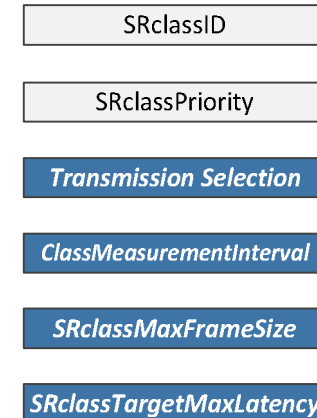 SRclassID
SRclassPriority
Transmission Selection
ClassMeasurementInterval
SRclassMaxFrameSize
SRclassTargetMaxLatency